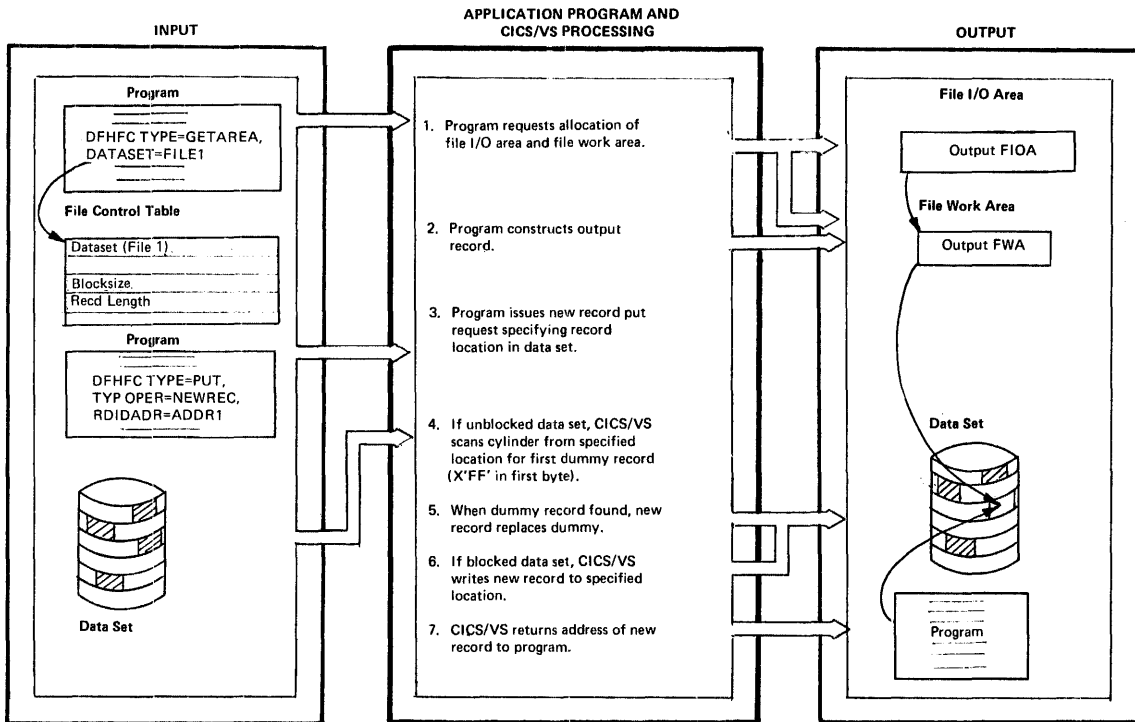 INPUT
Program
DFHFC TYPE=GETAREA,
DATASET=FILE1
File Control Table
Dataset (File 1)
Blocksize
Recd Length
Program
DFHFC TYPE=PUT,
TYP OPER=NEWREC,
RDIDADR=ADDR1
Data Set
APPLICATION PROGRAM AND
CICS/VS PROCESSING
1. Program requests allocation of
file I/O area and file work area.
2. Program constructs output
record.
3. Program issues new record put
request specifying record
location in data set.
4. If unblocked data set, CICS/VS
scans cylinder from specified
location for first dummy record
(X'FF' in first byte).
5. When dummy record found, new
record replaces dummy.
6. If blocked data set, CICS/VS
writes new record to specified
location.
7. CICS/VS returns address of new
record to program.
OUTPUT
File I/O Area
Output FIOA
File Work Area
Output FWA
Data Set
Program